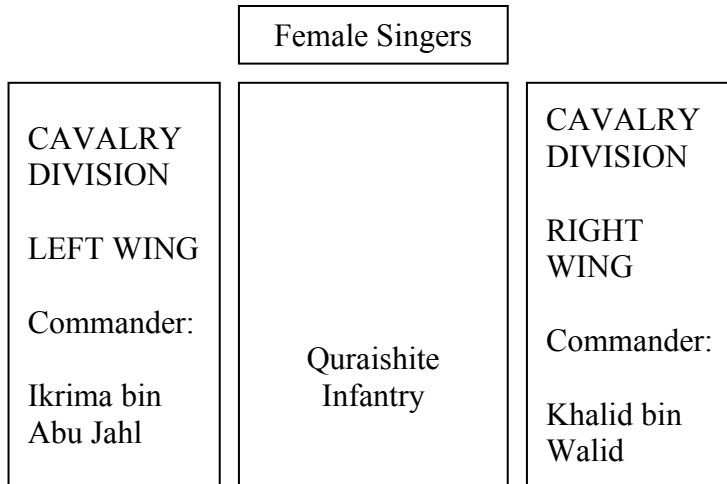 Female Singers
CAVALRY
DIVISION
LEFT WING
Commander:
Ikrima bin
Abu Jahl
Quraishite
Infantry
CAVALRY
DIVISION
RIGHT
WING
Commander:
Khalid bin
Walid